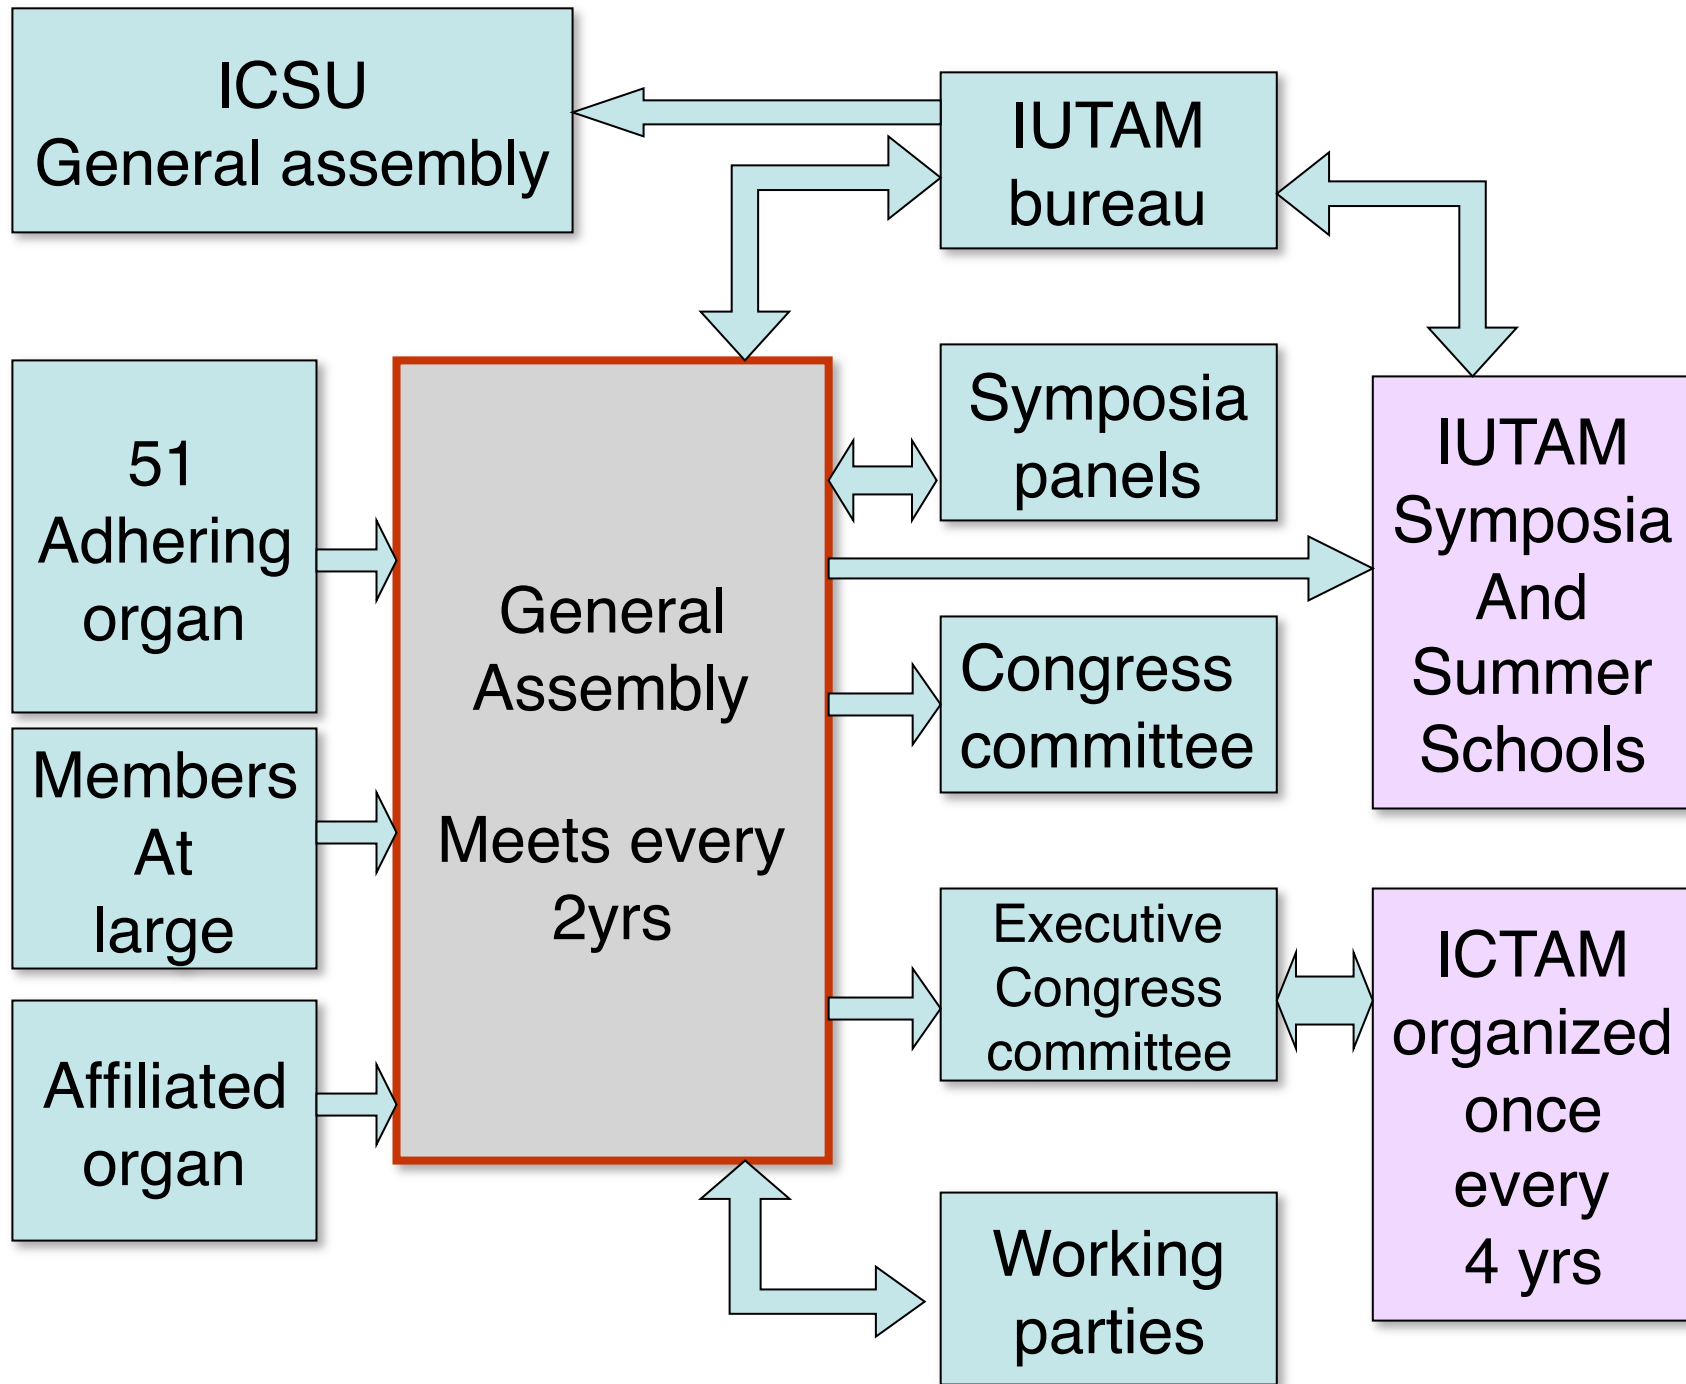 ICSU
General assembly
IUTAM
bureau
51
Adhering
organ
Members
At
large
Affiliated
organ
General
Assembly
Meets every
2yrs
Symposia
panels
Congress
committee
Executive
Congress
committee
Working
parties
IUTAM
Symposia
And
Summer
Schools
ICTAM
organized
once
every
4 yrs